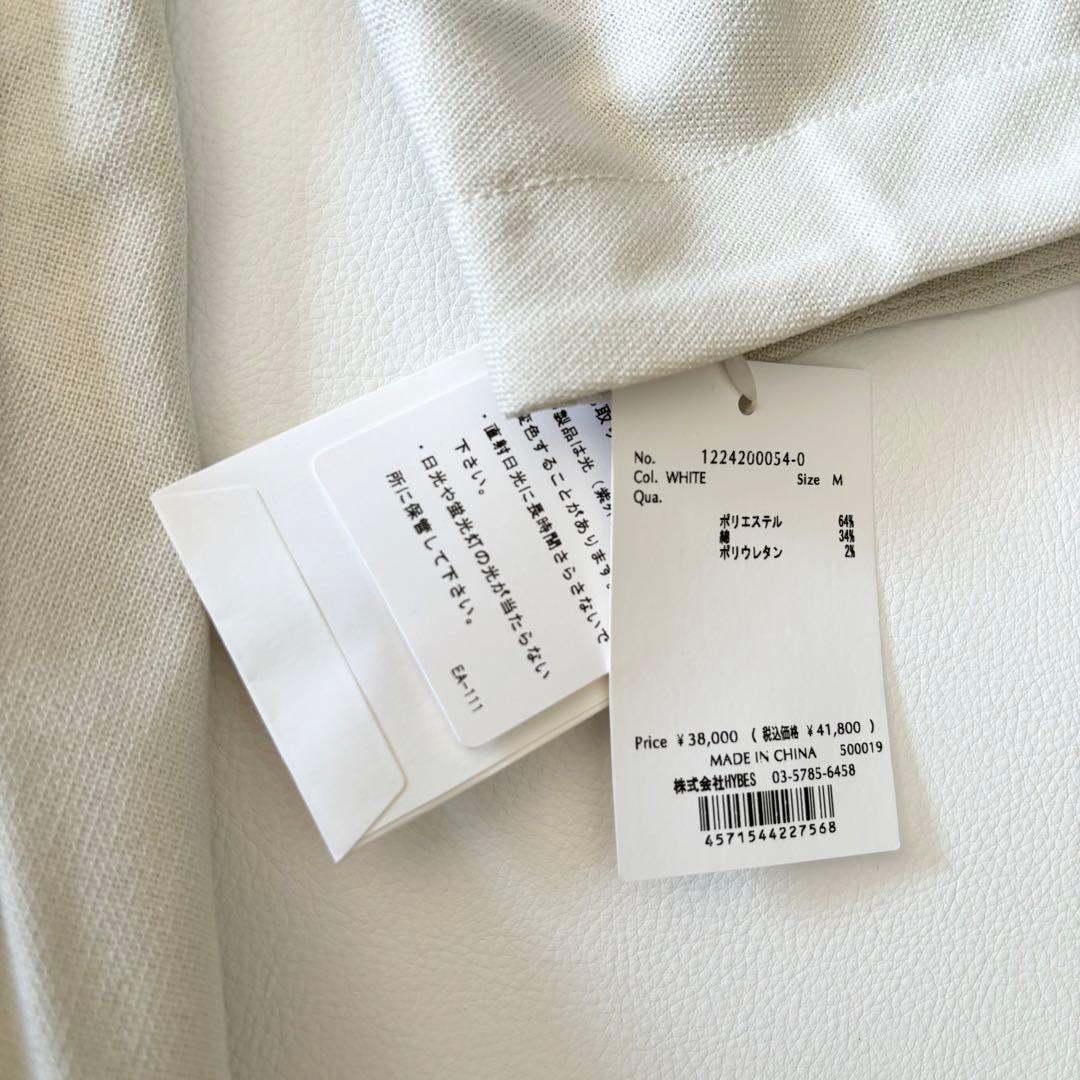 No. 1224200054-0
Col. WHITE Size M
Qua.
ポリエステル 64%
綿 34%
ポリウレタン 2%
Price ¥38,000 ( 税込価格 ¥41,800 )
MADE IN CHINA 500019
株式会社HYBES 03-5785-6458
4571544227568
取
製品は光(紫外
変色することがあります。
・直射日光に長時間さらさないで
下さい。
・日光や蛍光灯の光が当たらない
所に保管して下さい。
EA-111